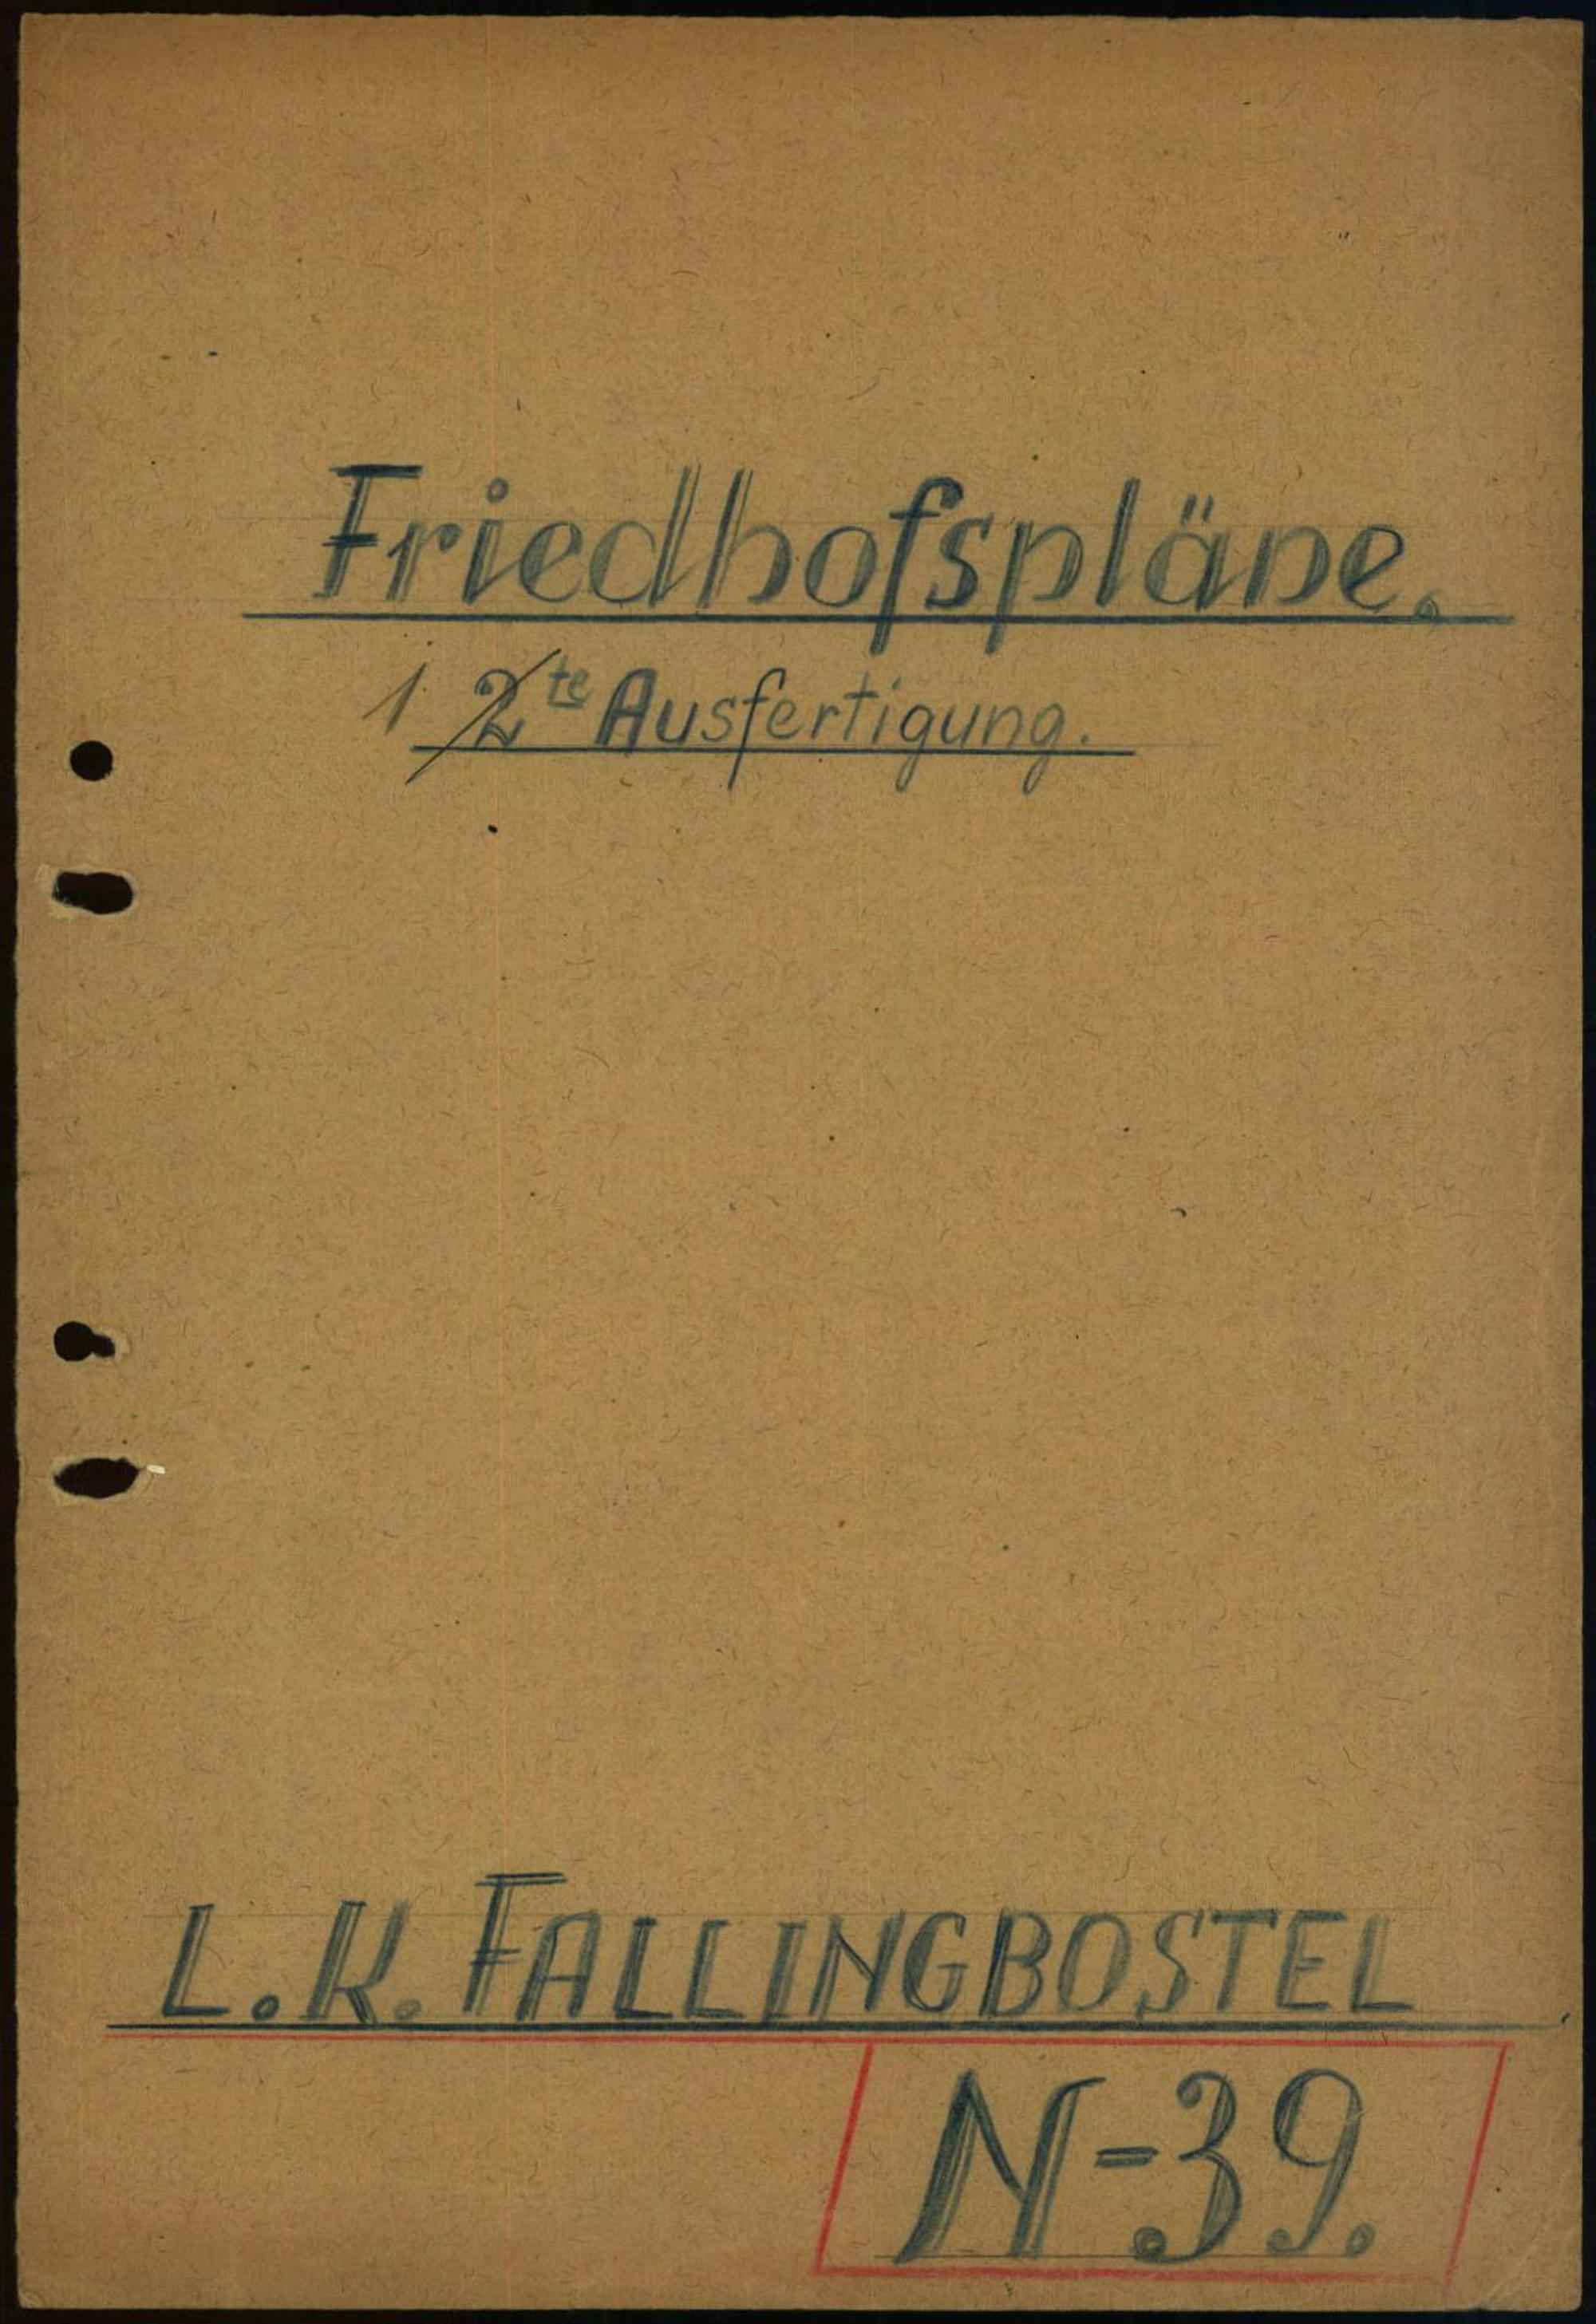 Friedhofspläne.
1 2te Ausfertigung.
L.K. FALLINGBOSTEL
N-39.